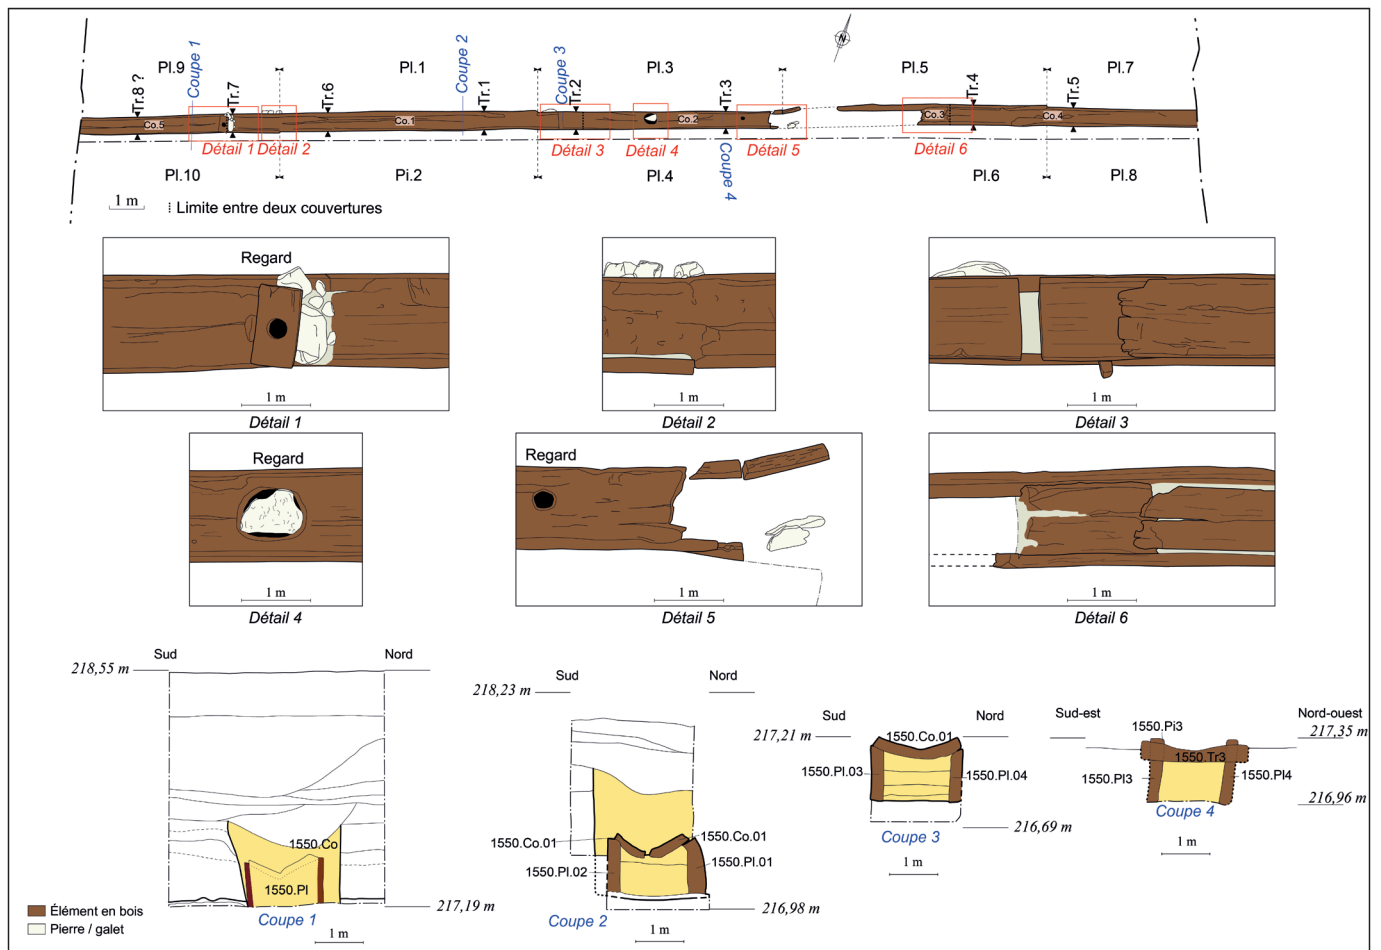 N
Pl.9
Coupe 1
Pl.1
Coupe 2
Coupe 3
Pl.3
Pl.5
Pl.7
Tr.8 ?
Tr.7
Tr.6
Tr.1
Tr.2
Tr.3
Tr.4
Tr.5
Co.5
Co.1
Co.2
Co.3
Co.4
Détail 1
Détail 2
Détail 3
Détail 4
Coupe 4
Détail 5
Détail 6
Pl.10
Pi.2
Pl.4
Pl.6
Pl.8
1 m
Limite entre deux couvertures
Regard
1 m
Détail 1
1 m
Détail 2
1 m
Détail 3
Regard
1 m
Détail 4
Regard
1 m
Détail 5
1 m
Détail 6
Sud
Nord
218,55 m
1550.Co
1550.Pl
217,19 m
Coupe 1
1 m
Sud
Nord
218,23 m
1550.Co.01
1550.Co.01
1550.Pl.01
1550.Pl.02
216,98 m
Coupe 2
1 m
Sud
Nord
217,21 m
1550.Co.01
1550.Pl.03
1550.Pl.04
216,69 m
Coupe 3
1 m
Sud-est
Nord-ouest
1550.Pi3
217,35 m
1550.Tr3
1550.Pl3
1550.Pl4
216,96 m
Coupe 4
1 m
Élément en bois
Pierre / galet